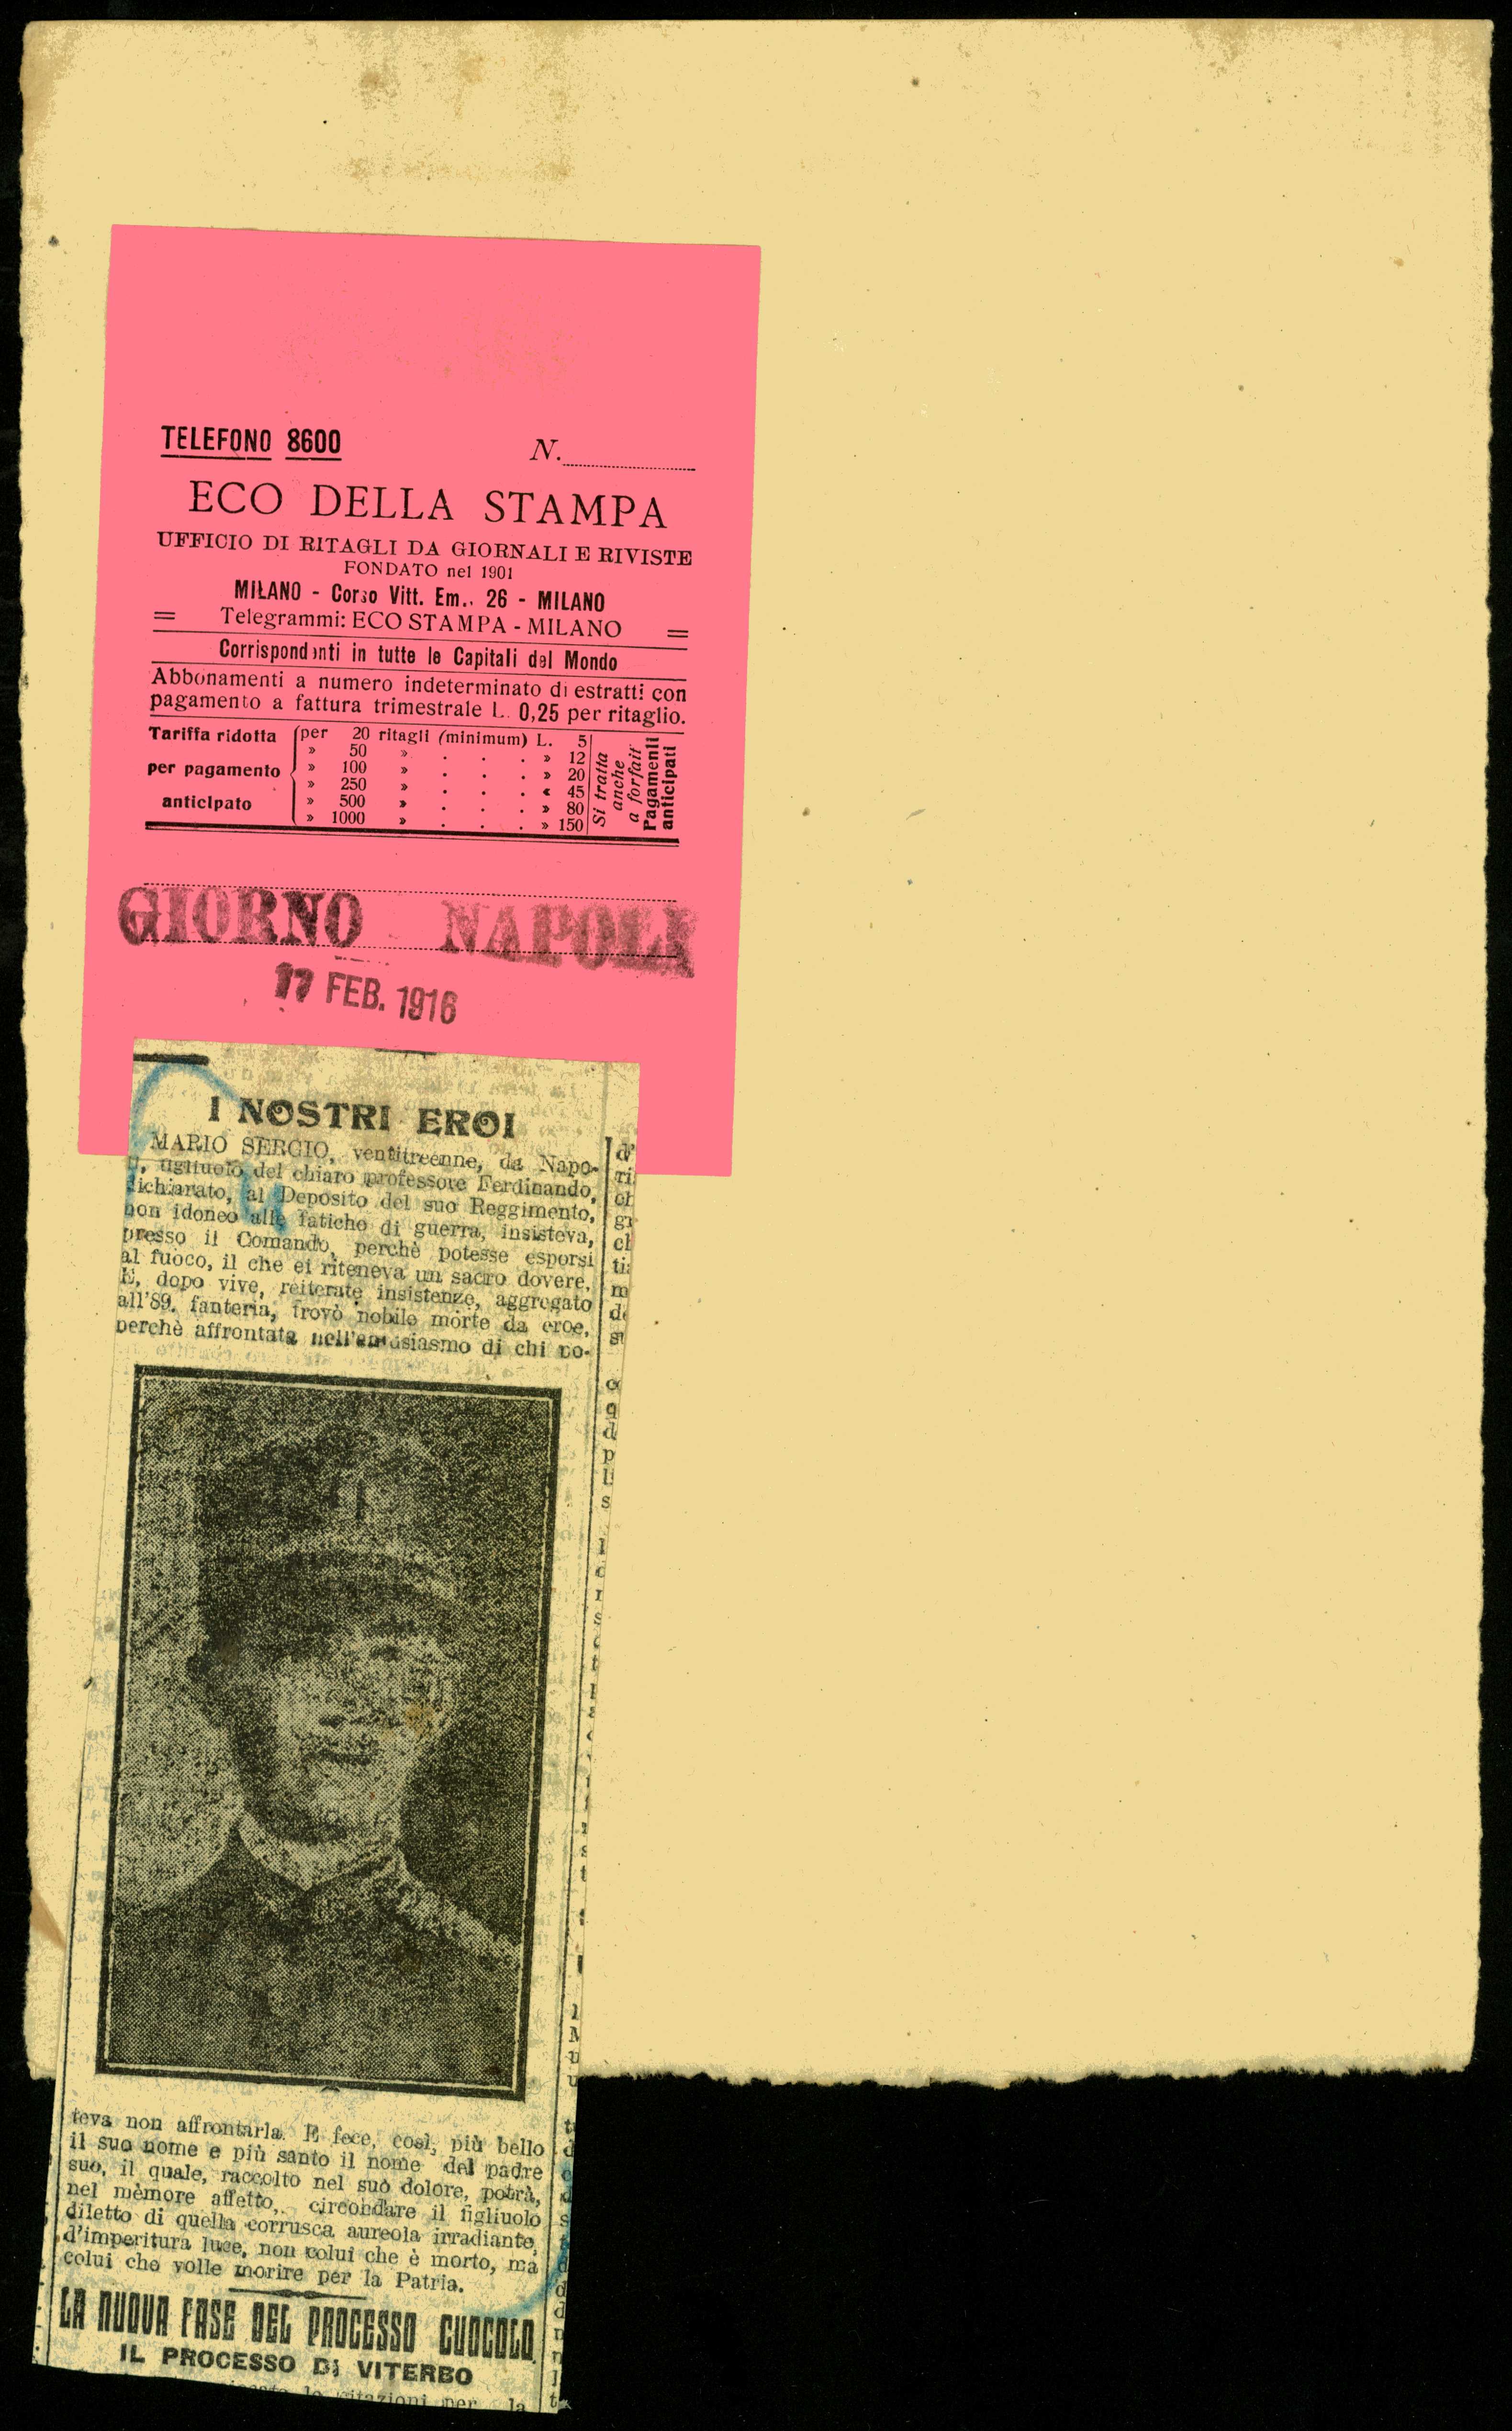 TELEFONO 8600 N.
ECO DELLA STAMPA
UFFICIO DI RITAGLI DA GIORNALI E RIVISTE
FONDATO nel 1901
MILANO - Corso Vitt. Em., 26 - MILANO
= Telegrammi: ECO STAMPA - MILANO =
Corrispondenti in tutte le Capitali del Mondo
Abbonamenti a numero indeterminato di estratti con
pagamento a fattura trimestrale L. 0,25 per ritaglio.
Tariffa ridotta
per pagamento
anticipato
per 20 ritagli (minimum) L. 5
» 50 » . . . » 12
» 100 » . . . » 20
» 250 » . . . « 45
» 500 » . . . » 80
» 1000 » . . . » 150
Si tratta
anche
a forfait
Pagamenti
anticipati
GIORNO - NAPOLI
17 FEB. 1916
I NOSTRI EROI
MARIO SERGIO, ventitreenne, da Napo-
li, figliuolo del chiaro professore Ferdinando,
dichiarato, al Deposito del suo Reggimento,
non idoneo alle fatiche di guerra, insisteva,
presso il Comando, perchè potesse esporsi
al fuoco, il che ei riteneva un sacro dovere.
E, dopo vive, reiterate insistenze, aggregato
all'89. fanteria, trovò nobile morte da eroe,
perchè affrontata nell'entusiasmo di chi po-
teva non affrontarla. E fece, così, più bello
il suo nome e più santo il nome del padre
suo, il quale, raccolto nel suo dolore, potrà,
nel mèmore affetto, circondare il figliuolo
diletto di quella corrusca aureola irradiante,
d'imperitura luce, non colui che è morto, ma
colui che volle morire per la Patria.
LA NUOVA FASE DEL PROCESSO CUOCOLO
IL PROCESSO Di VITERBO
le citazioni per la